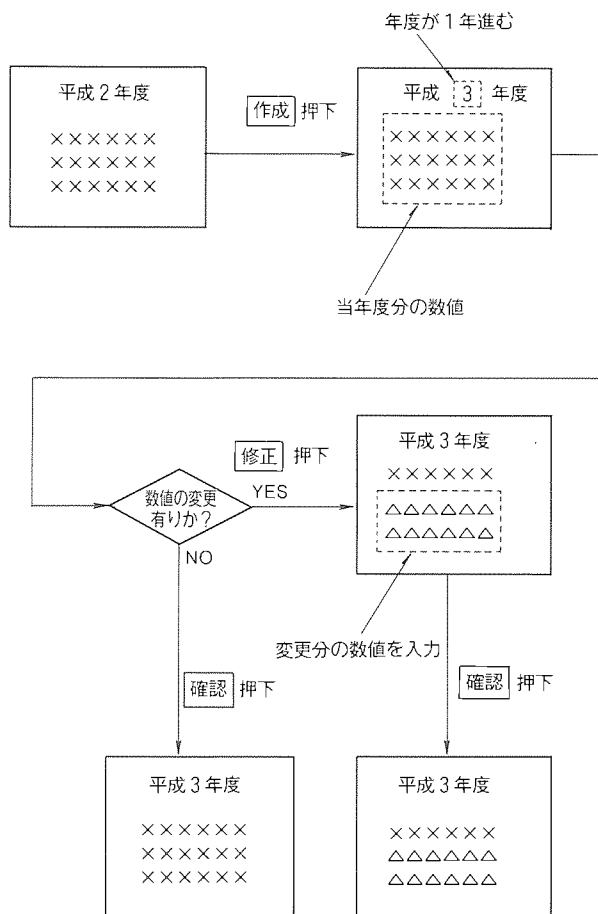 年度が1年進む
平成2年度
××××××
××××××
××××××
作成 押下
平成 3 年度
××××××
××××××
××××××
当年度分の数値
数値の変更
有りか?
YES
NO
修正 押下
平成3年度
××××××
△△△△△△
△△△△△△
変更分の数値を入力
確認 押下
確認 押下
平成3年度
××××××
××××××
××××××
平成3年度
××××××
△△△△△△
△△△△△△